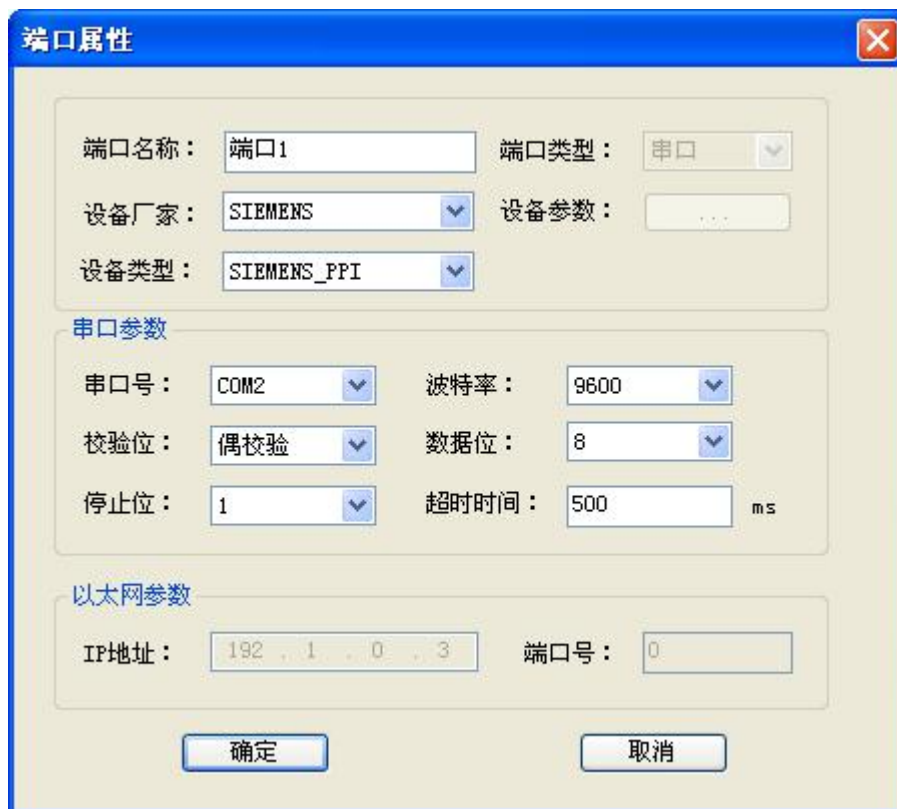 端口属性
端口名称： 端口1 端口类型： 串口
设备厂家： SIEMENS 设备参数： ...
设备类型： SIEMENS_PPI
串口参数
串口号： COM2 波特率： 9600
校验位： 偶校验 数据位： 8
停止位： 1 超时时间： 500 ms
以太网参数
IP地址： 192 . 1 . 0 . 3 端口号： 0
确定 取消